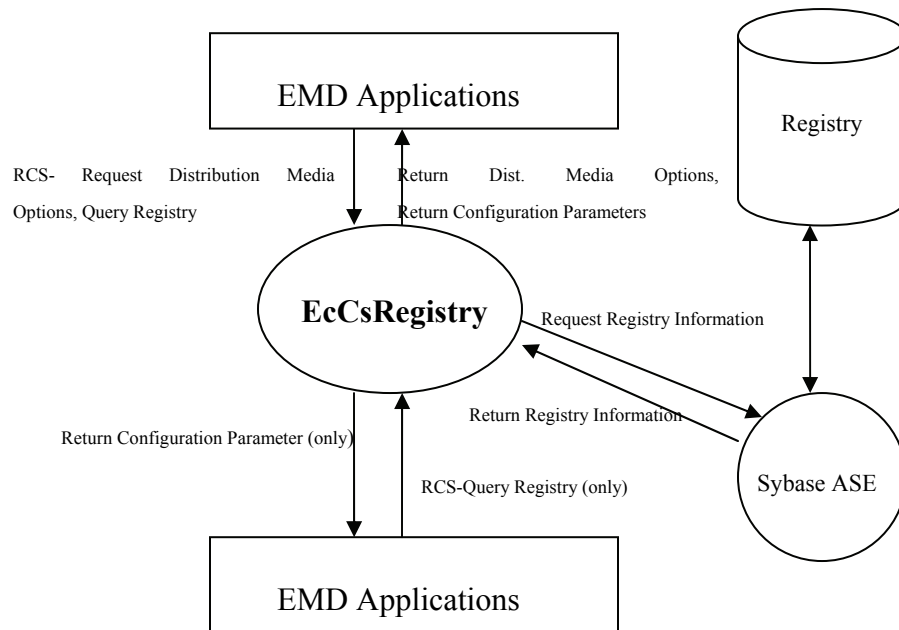 EMD Applications
Registry
RCS- Request Distribution Media
Options, Query Registry
Return Dist. Media Options,
Return Configuration Parameters
EcCsRegistry
Request Registry Information
Return Registry Information
Return Configuration Parameter (only)
RCS-Query Registry (only)
Sybase ASE
EMD Applications